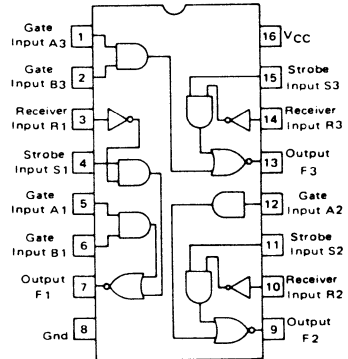 Gate
Input A3
1
Gate
Input B3
2
Receiver
Input R1
3
Strobe
Input S1
4
Gate
Input A1
5
Gate
Input B1
6
Output
F1
7
Gnd
8
16
VCC
15
Strobe
Input S3
14
Receiver
Input R3
13
Output
F3
12
Gate
Input A2
11
Strobe
Input S2
10
Receiver
Input R2
9
Output
F2